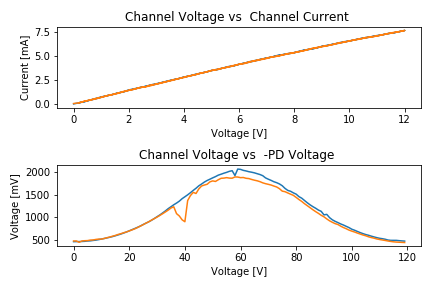 Channel Voltage vs  Channel Current
7.5
5.0
2.5
0.0
Current [mA]
0 2 4 6 8 10 12
Voltage [V]
Channel Voltage vs  -PD Voltage
2000
1500
1000
500
Voltage [mV]
0 20 40 60 80 100 120
Voltage [V]